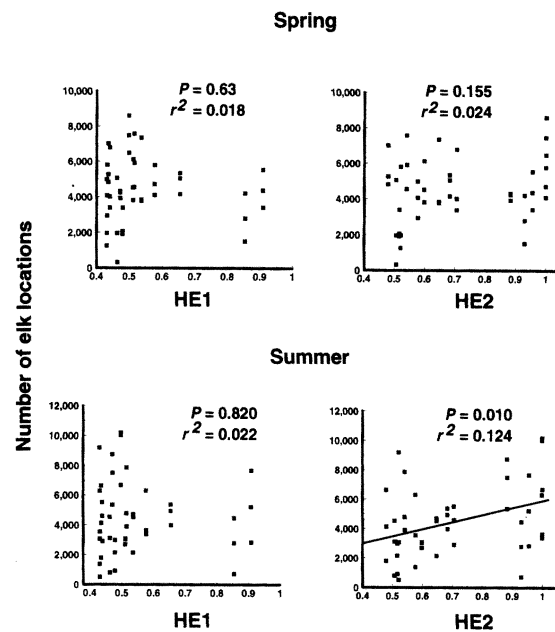 Spring
P = 0.63
r² = 0.018
10,000
8,000
6,000
4,000
2,000
0
0.4 0.5 0.6 0.7 0.8 0.9 1
HE1
P = 0.155
r² = 0.024
10,000
8,000
6,000
4,000
2,000
0
0.4 0.5 0.6 0.7 0.8 0.9 1
HE2
Number of elk locations
Summer
P = 0.820
r² = 0.022
12,000
10,000
8,000
6,000
4,000
2,000
0
0.4 0.5 0.6 0.7 0.8 0.9 1
HE1
P = 0.010
r² = 0.124
12,000
10,000
8,000
6,000
4,000
2,000
0
0.4 0.5 0.6 0.7 0.8 0.9 1
HE2